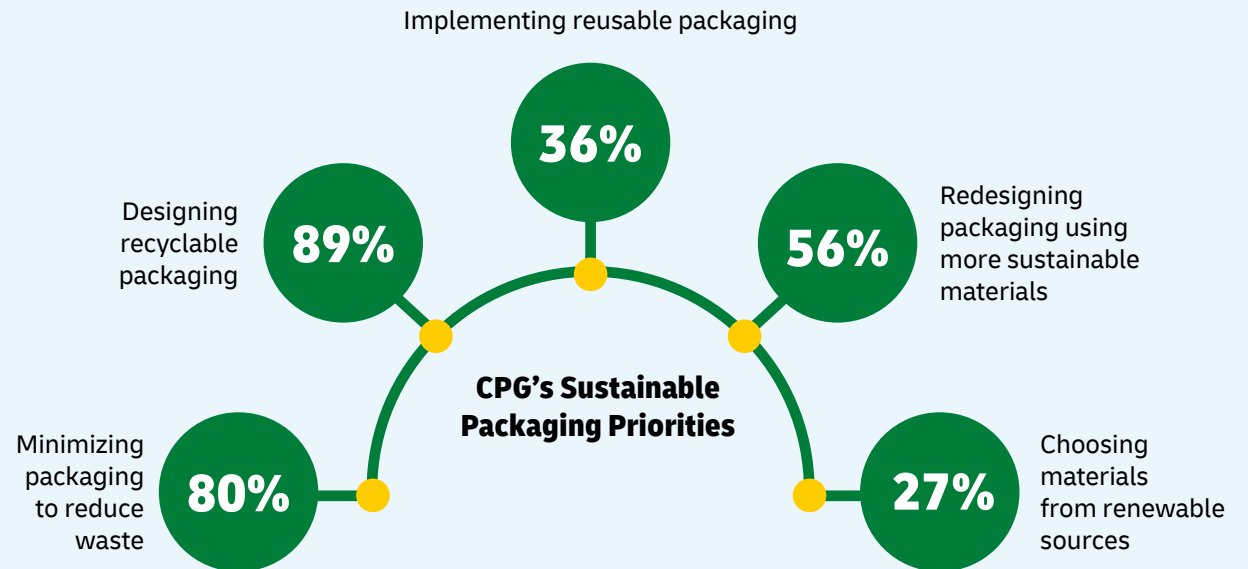 Implementing reusable packaging
36%
Designing
recyclable
packaging
89%
56%
Redesigning
packaging using
more sustainable
materials
CPG’s Sustainable
Packaging Priorities
Minimizing
packaging
to reduce
waste
80%
27%
Choosing
materials
from renewable
sources